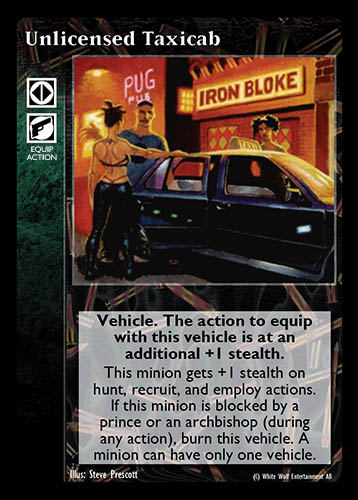 Unlicensed Taxicab
PUG
IRON BLOKE
TAXI
EQUIP
ACTION
Vehicle. The action to equip
with this vehicle is at an
additional +1 stealth.
This minion gets +1 stealth on
hunt, recruit, and employ actions.
If this minion is blocked by a
prince or an archbishop (during
any action), burn this vehicle. A
minion can have only one vehicle.
Illus: Steve Prescott
(C) White Wolf Entertainment AB